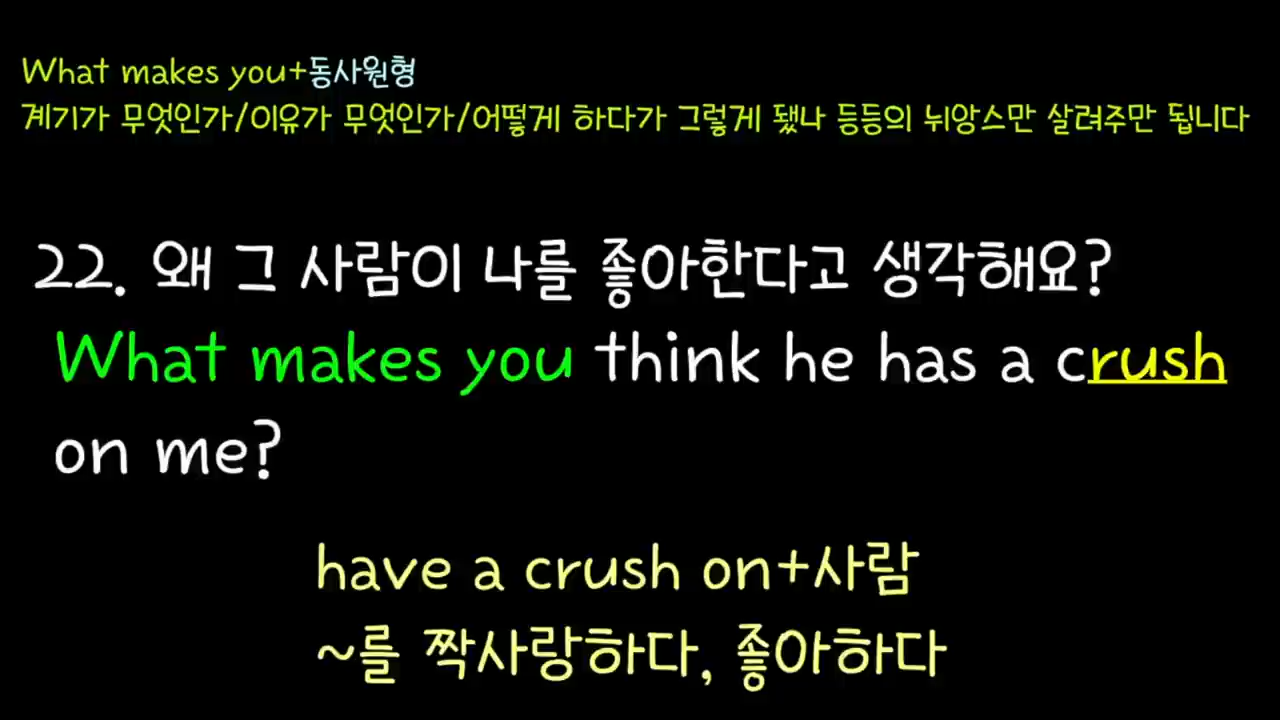 What makes you+동사원형
계기가 무엇인가/이유가 무엇인가/어떻게 하다가 그렇게 됐나 등등의 뉘앙스만 살려주만 됩니다
22. 왜 그 사람이 나를 좋아한다고 생각해요?
What makes you think he has a crush
on me?
have a crush on+사람
~를 짝사랑하다, 좋아하다